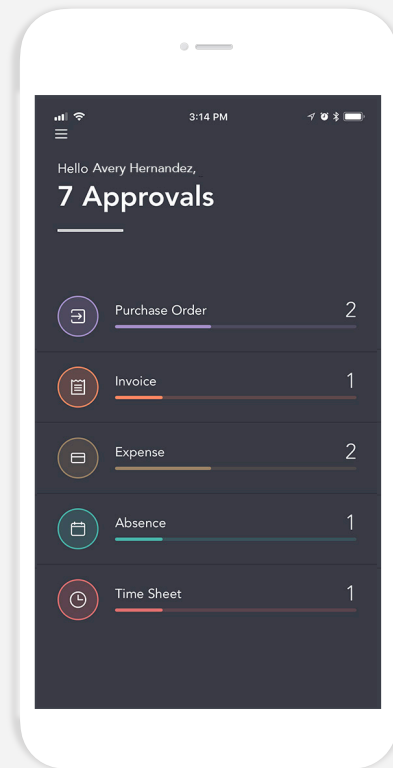 3:14 PM
Hello Avery Hernandez,
7 Approvals
Purchase Order 2
Invoice 1
Expense 2
Absence 1
Time Sheet 1